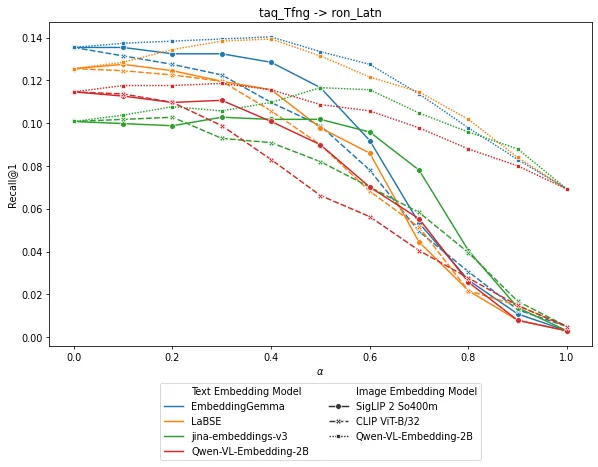 taq_Tfng -> ron_Latn
0.14
0.12
0.10
0.08
0.06
0.04
0.02
0.00
Recall@1
0.0 0.2 0.4 0.6 0.8 1.0
α
Text Embedding Model
EmbeddingGemma
LaBSE
jina-embeddings-v3
Qwen-VL-Embedding-2B
Image Embedding Model
SigLIP 2 So400m
CLIP ViT-B/32
Qwen-VL-Embedding-2B